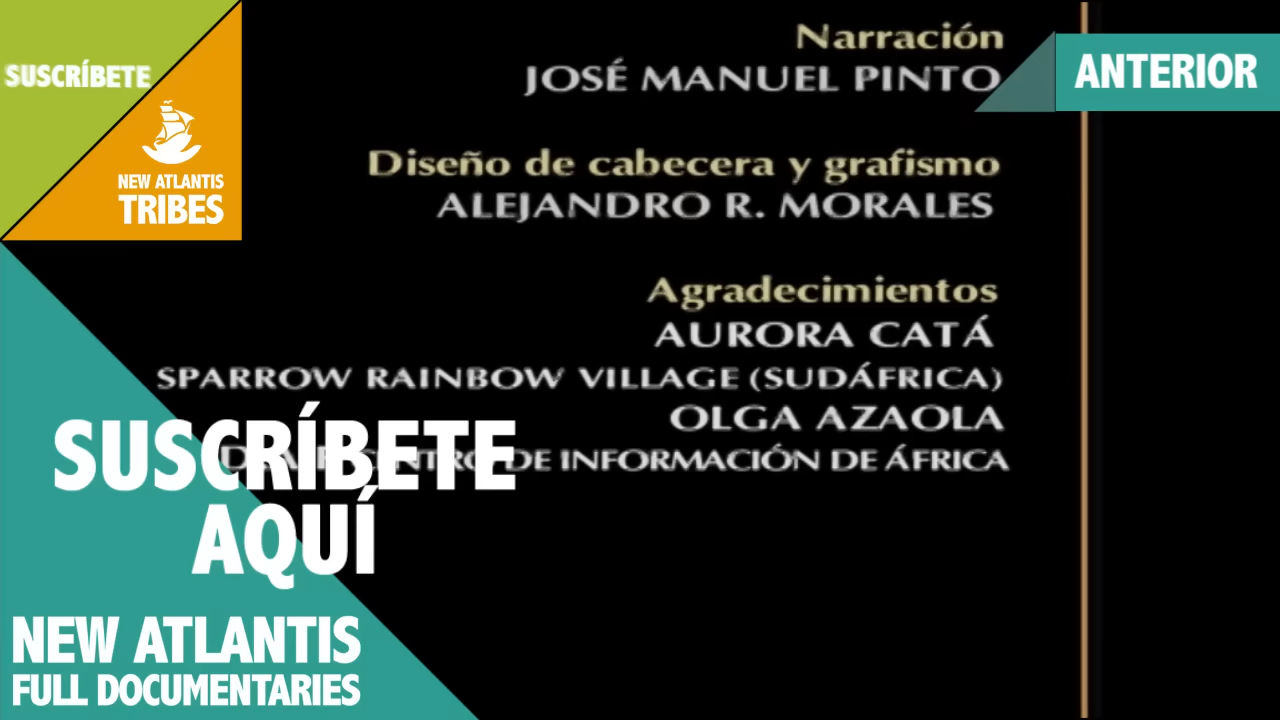 SUSCRÍBETE
NEW ATLANTIS
TRIBES
Narración
JOSÉ MANUEL PINTO
ANTERIOR
Diseño de cabecera y grafismo
ALEJANDRO R. MORALES
Agradecimientos
AURORA CATÁ
SPARROW RAINBOW VILLAGE (SUDÁFRICA)
OLGA AZAOLA
CENTRO DE INFORMACIÓN DE ÁFRICA
SUSCRÍBETE
AQUÍ
NEW ATLANTIS
FULL DOCUMENTARIES